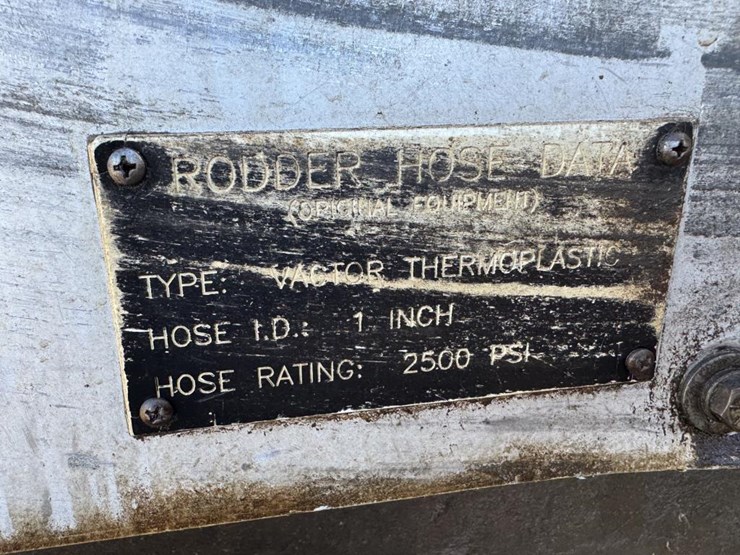 RODDER HOSE DATA
(ORIGINAL EQUIPMENT)
TYPE: VACTOR THERMOPLASTIC
HOSE I.D.: 1 INCH
HOSE RATING: 2500 PSI